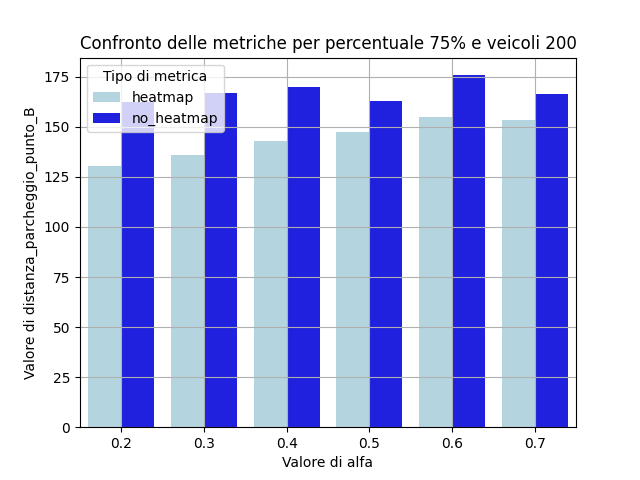 Confronto delle metriche per percentuale 75% e veicoli 200
Tipo di metrica
heatmap
no_heatmap
Valore di distanza_parcheggio_punto_B
175
150
125
100
75
50
25
0
0.2 0.3 0.4 0.5 0.6 0.7
Valore di alfa